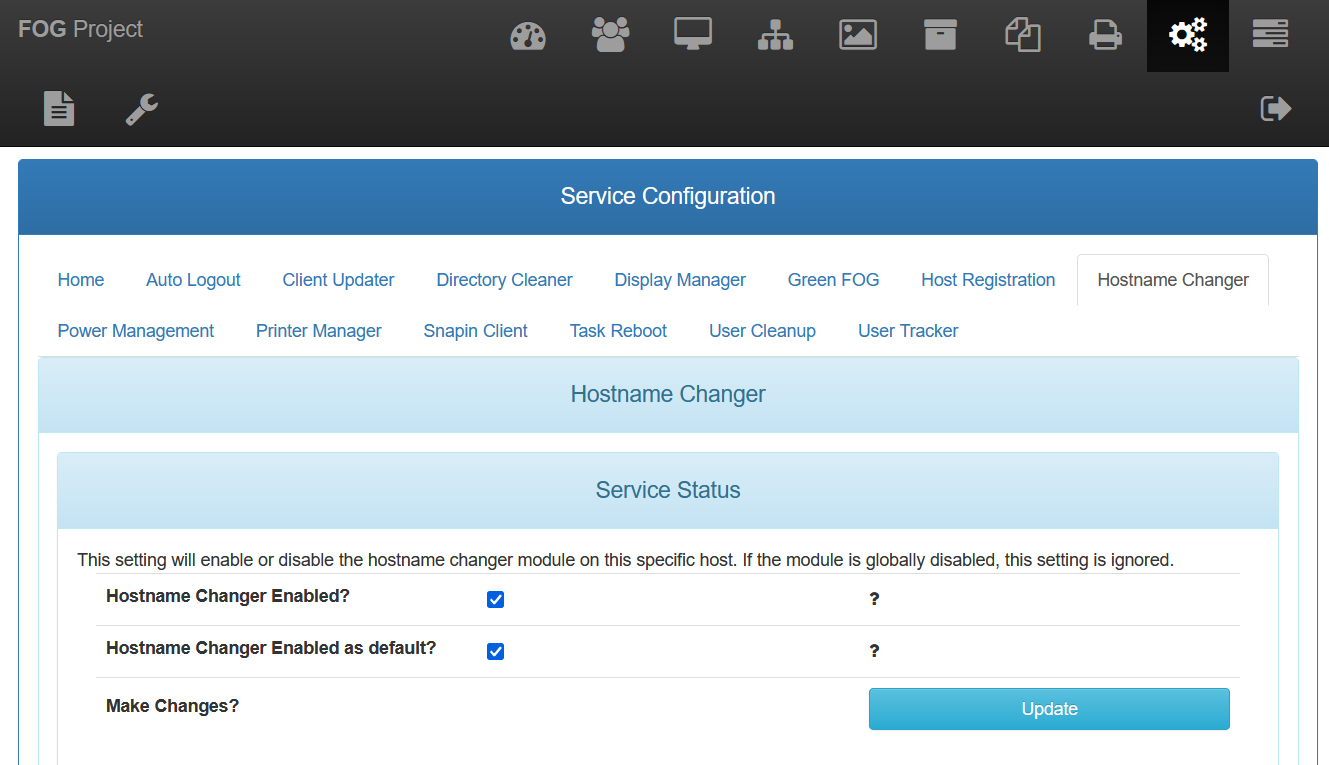 FOG Project
Service Configuration
Home Auto Logout Client Updater Directory Cleaner Display Manager Green FOG Host Registration Hostname Changer
Power Management Printer Manager Snapin Client Task Reboot User Cleanup User Tracker
Hostname Changer
Service Status
This setting will enable or disable the hostname changer module on this specific host. If the module is globally disabled, this setting is ignored.
Hostname Changer Enabled? ?
Hostname Changer Enabled as default? ?
Make Changes? Update